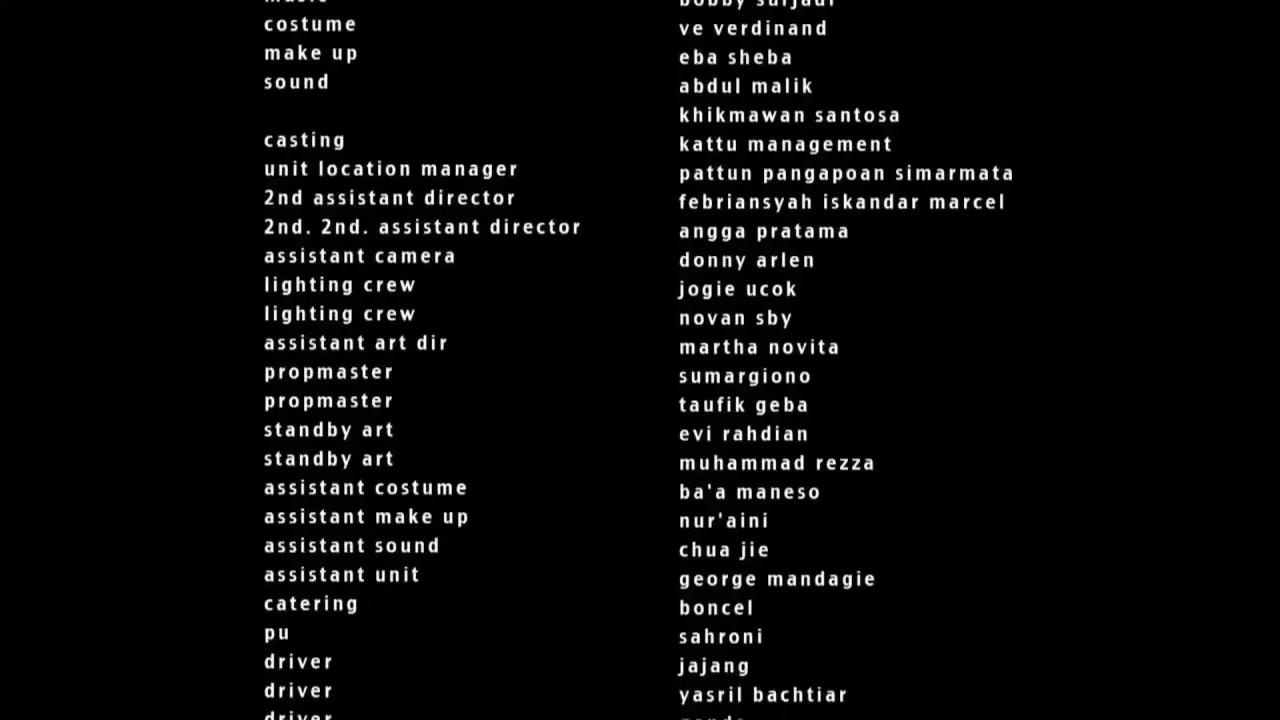 music bobby surjadi
costume ve verdinand
make up eba sheba
sound abdul malik
khikmawan santosa
casting kattu management
unit location manager pattun pangapoan simarmata
2nd assistant director febriansyah iskandar marcel
2nd. 2nd. assistant director angga pratama
assistant camera donny arlen
lighting crew jogie ucok
lighting crew novan sby
assistant art dir martha novita
propmaster sumargiono
propmaster taufik geba
standby art evi rahdian
standby art muhammad rezza
assistant costume ba'a maneso
assistant make up nur'aini
assistant sound chua jie
assistant unit george mandagie
catering boncel
pu sahroni
driver jajang
driver yasril bachtiar
driver